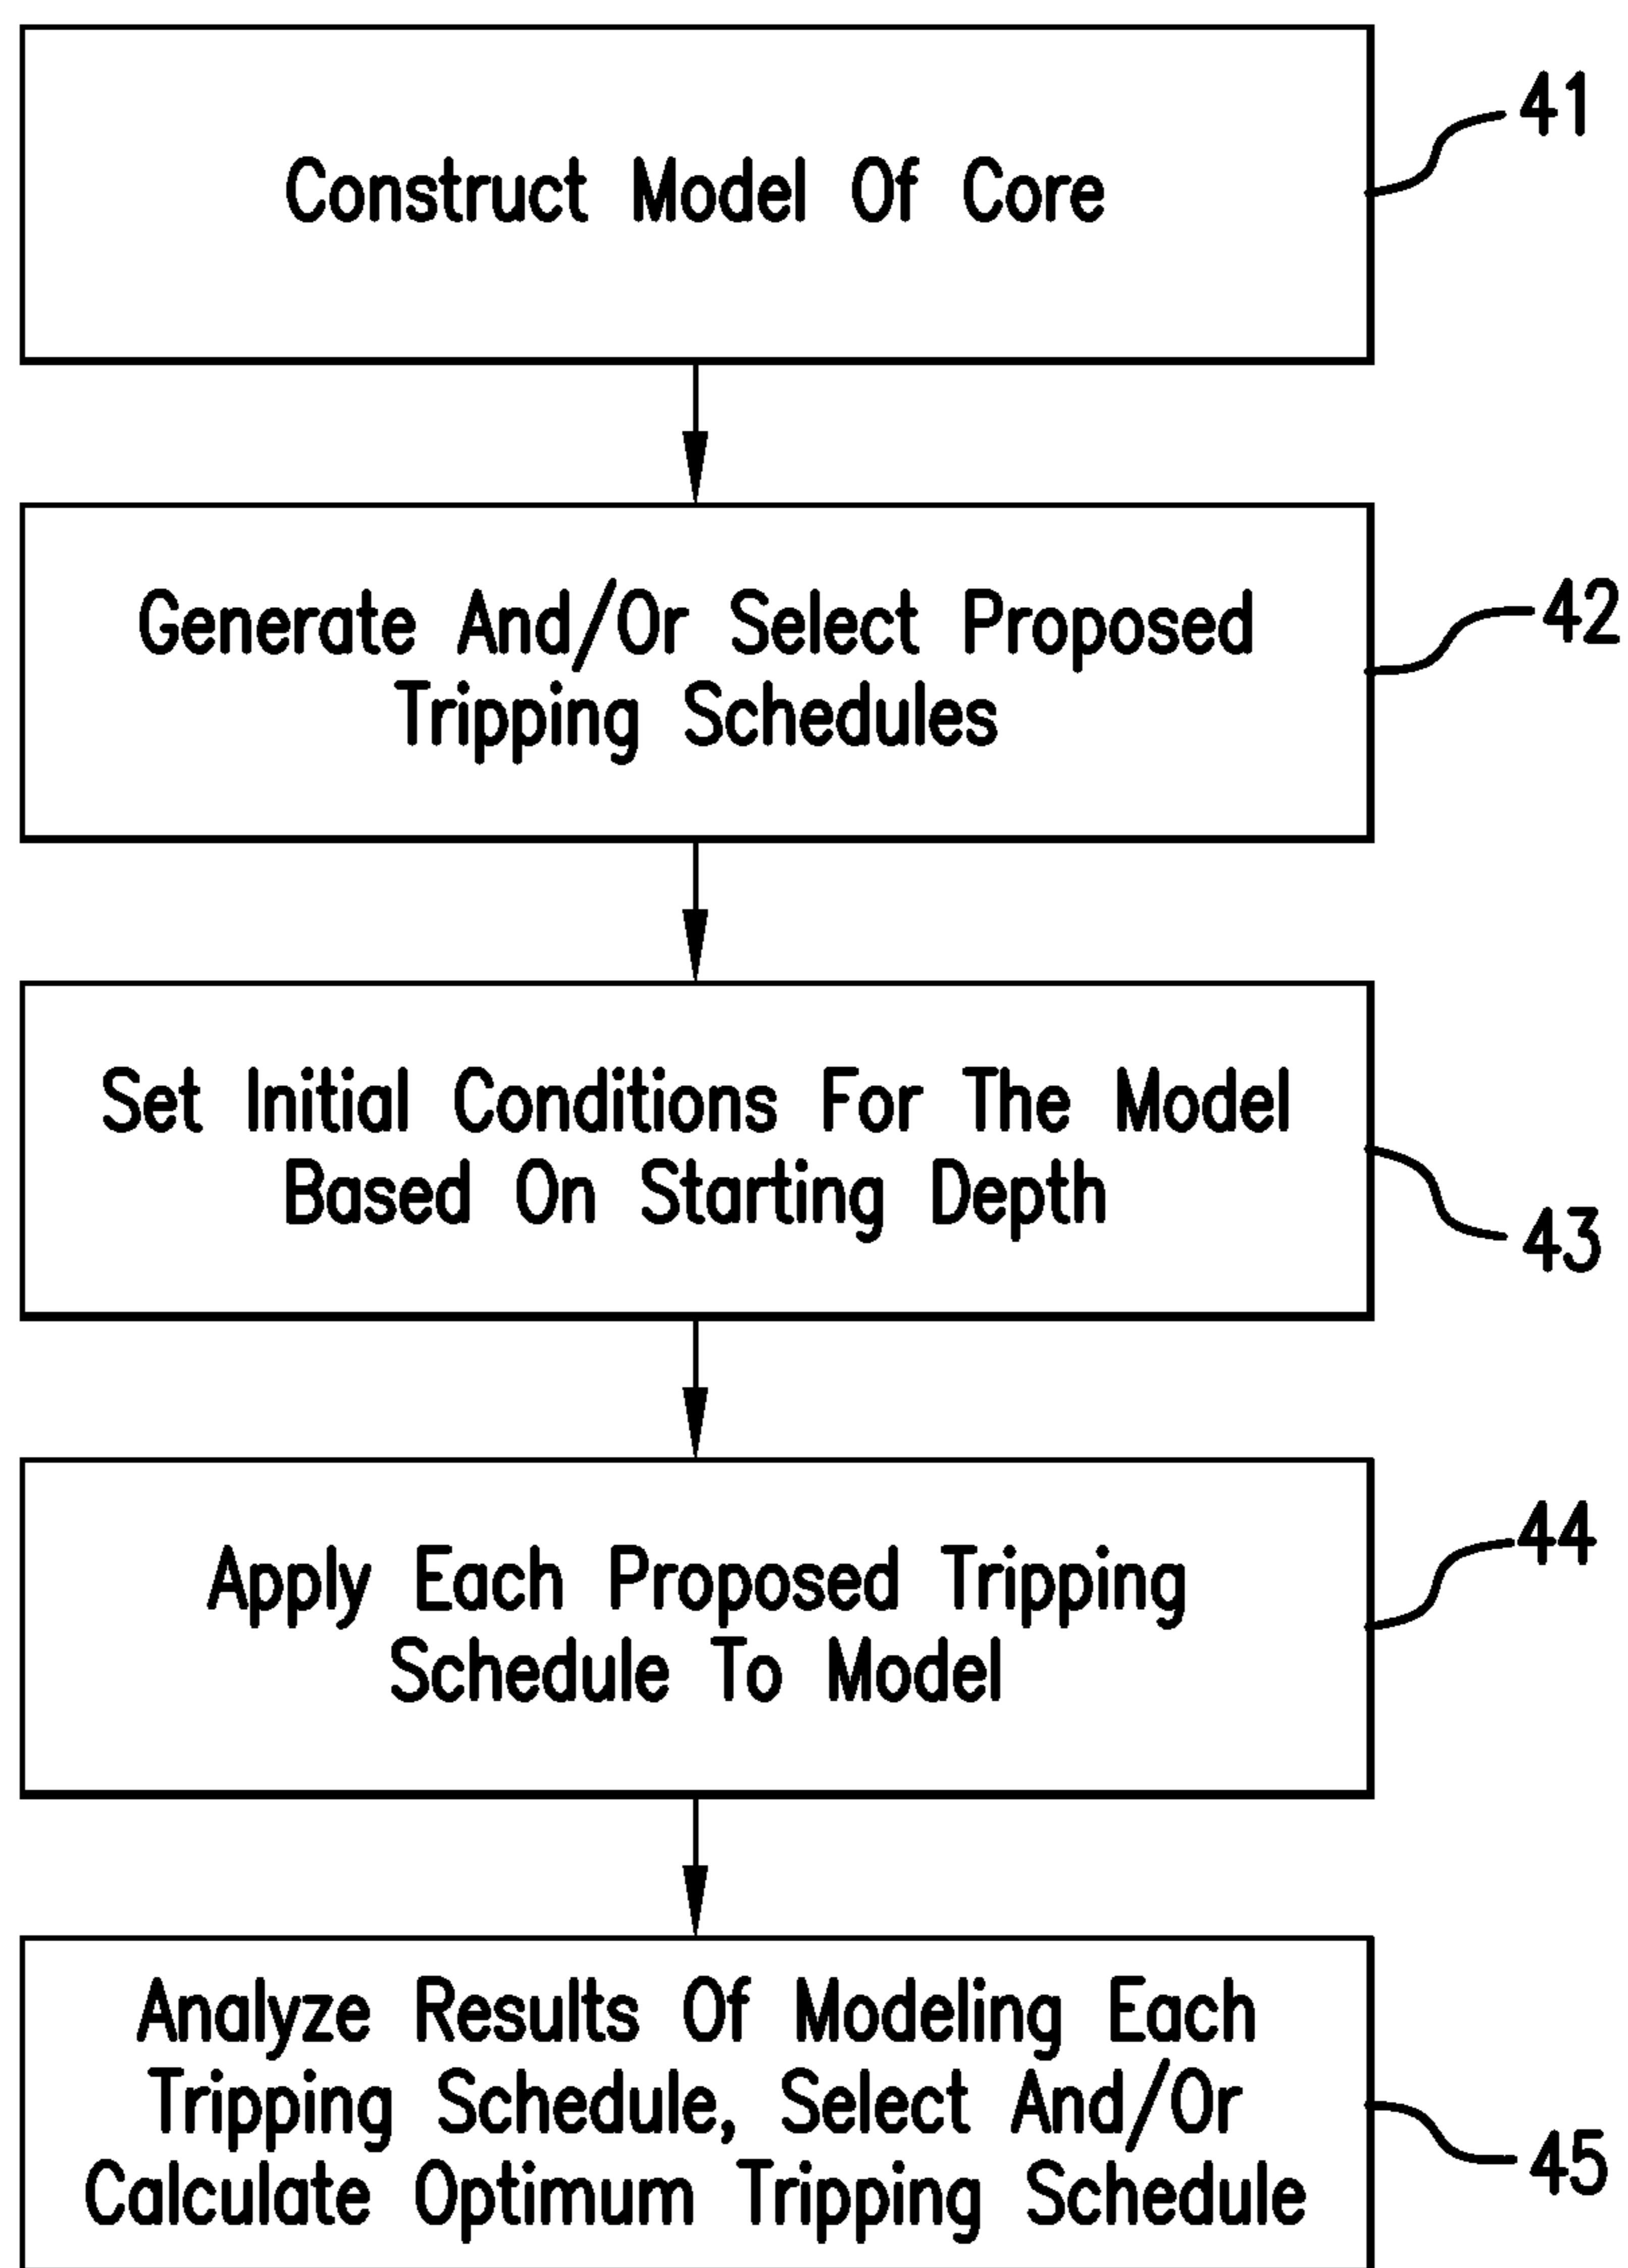 Construct Model Of Core
41
Generate And/Or Select Proposed
Tripping Schedules
42
Set Initial Conditions For The Model
Based On Starting Depth
43
Apply Each Proposed Tripping
Schedule To Model
44
Analyze Results Of Modeling Each
Tripping Schedule, Select And/Or
Calculate Optimum Tripping Schedule
45